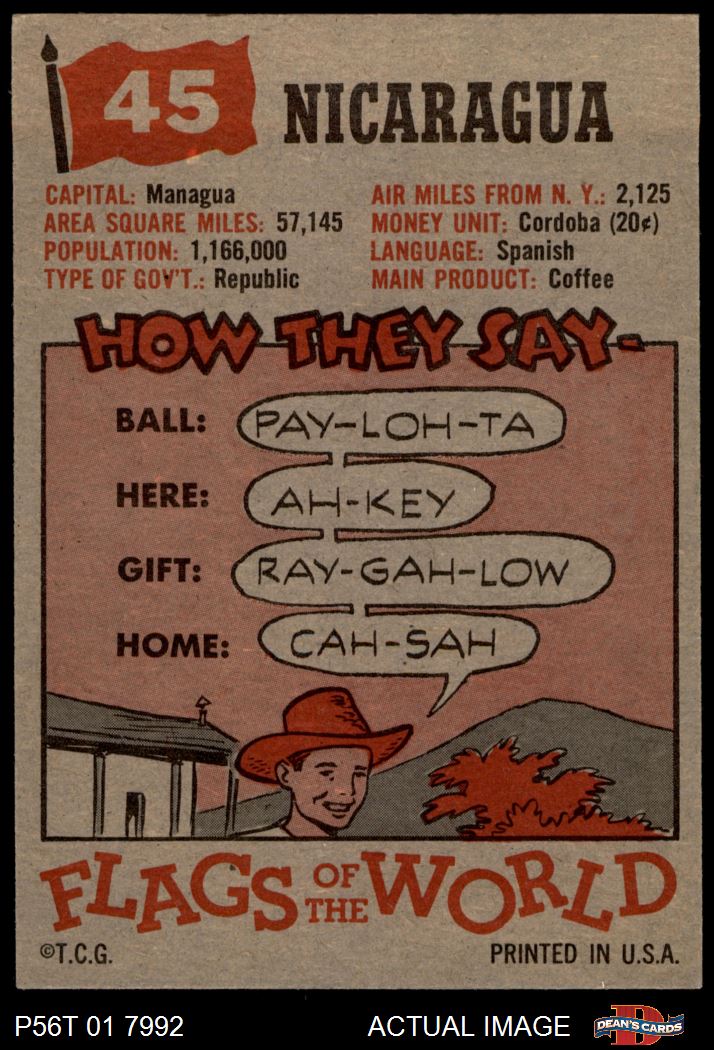 45 NICARAGUA
CAPITAL: Managua
AREA SQUARE MILES: 57,145
POPULATION: 1,166,000
TYPE OF GOV'T.: Republic
AIR MILES FROM N. Y.: 2,125
MONEY UNIT: Cordoba (20¢)
LANGUAGE: Spanish
MAIN PRODUCT: Coffee
HOW THEY SAY-
BALL: PAY-LOH-TA
HERE: AH-KEY
GIFT: RAY-GAH-LOW
HOME: CAH-SAH
FLAGS OF THE WORLD
©T.C.G. PRINTED IN U.S.A.
P56T 01 7992 ACTUAL IMAGE D DEAN'S CARDS